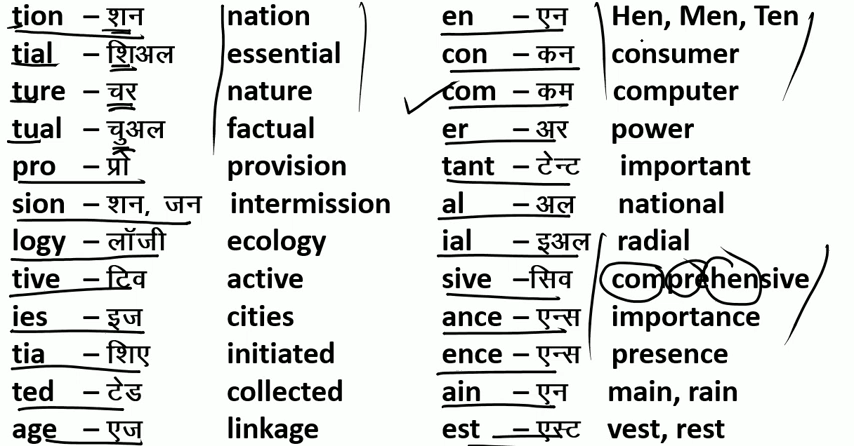 tion – शन nation en – एन Hen, Men, Ten
tial – शिअल essential con – कन consumer
ture – चर nature com – कम computer
tual – चुअल factual er – अर power
pro – प्रो provision tant – टेन्ट important
sion – शन, जन intermission al – अल national
logy – लॉजी ecology ial – इअल radial
tive – टिव active sive –सिव comprehensive
ies – इज cities ance – एन्स importance
tia – शिए initiated ence – एन्स presence
ted – टेड collected ain – एन main, rain
age – एज linkage est – एस्ट vest, rest